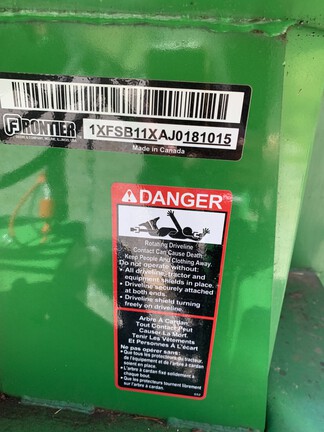 FRONTIER
1XFSB11XAJ0181015
Made in Canada
DANGER
Rotating Driveline
Contact Can Cause Death.
Keep People And Clothing Away.
Do not operate without:
• All driveline, tractor and
equipment shields in place.
• Driveline securely attached
at both ends.
• Driveline shield turning
freely on driveline.
Arbre À Cardan.
Tout Contact Peut
Causer La Mort.
Tenir Les Vêtements
Et Personnes À L'écart
Ne pas opérer sans:
• Que tous les protecteurs du tracteur,
de l'équipement et de l'arbre à cardan
soient en place.
• L'arbre à cardan fixé solidement à
chaque bout.
• Que les protecteurs tournent librement
sur l'arbre à cardan.